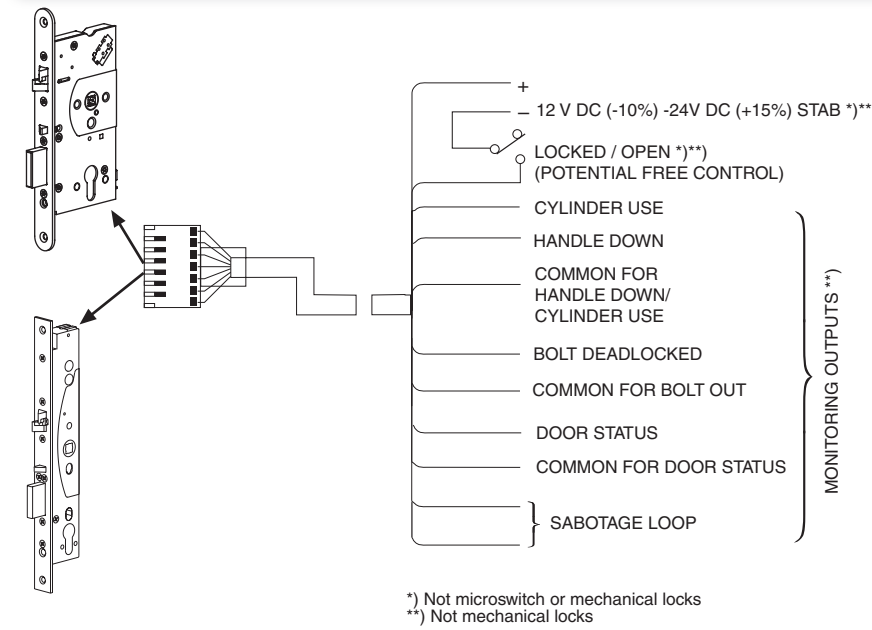 +
– 12 V DC (-10%) -24V DC (+15%) STAB *)**
LOCKED / OPEN *)**)
(POTENTIAL FREE CONTROL)
CYLINDER USE
HANDLE DOWN
COMMON FOR
HANDLE DOWN/
CYLINDER USE
BOLT DEADLOCKED
COMMON FOR BOLT OUT
DOOR STATUS
COMMON FOR DOOR STATUS
SABOTAGE LOOP
MONITORING OUTPUTS **)
*) Not microswitch or mechanical locks
**) Not mechanical locks